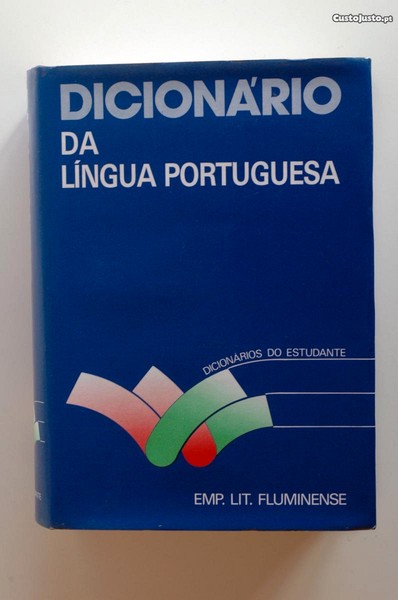 CustoJusto.pt
DICIONÁRIO
DA
LÍNGUA PORTUGUESA
DICIONÁRIOS DO ESTUDANTE
EMP. LIT. FLUMINENSE